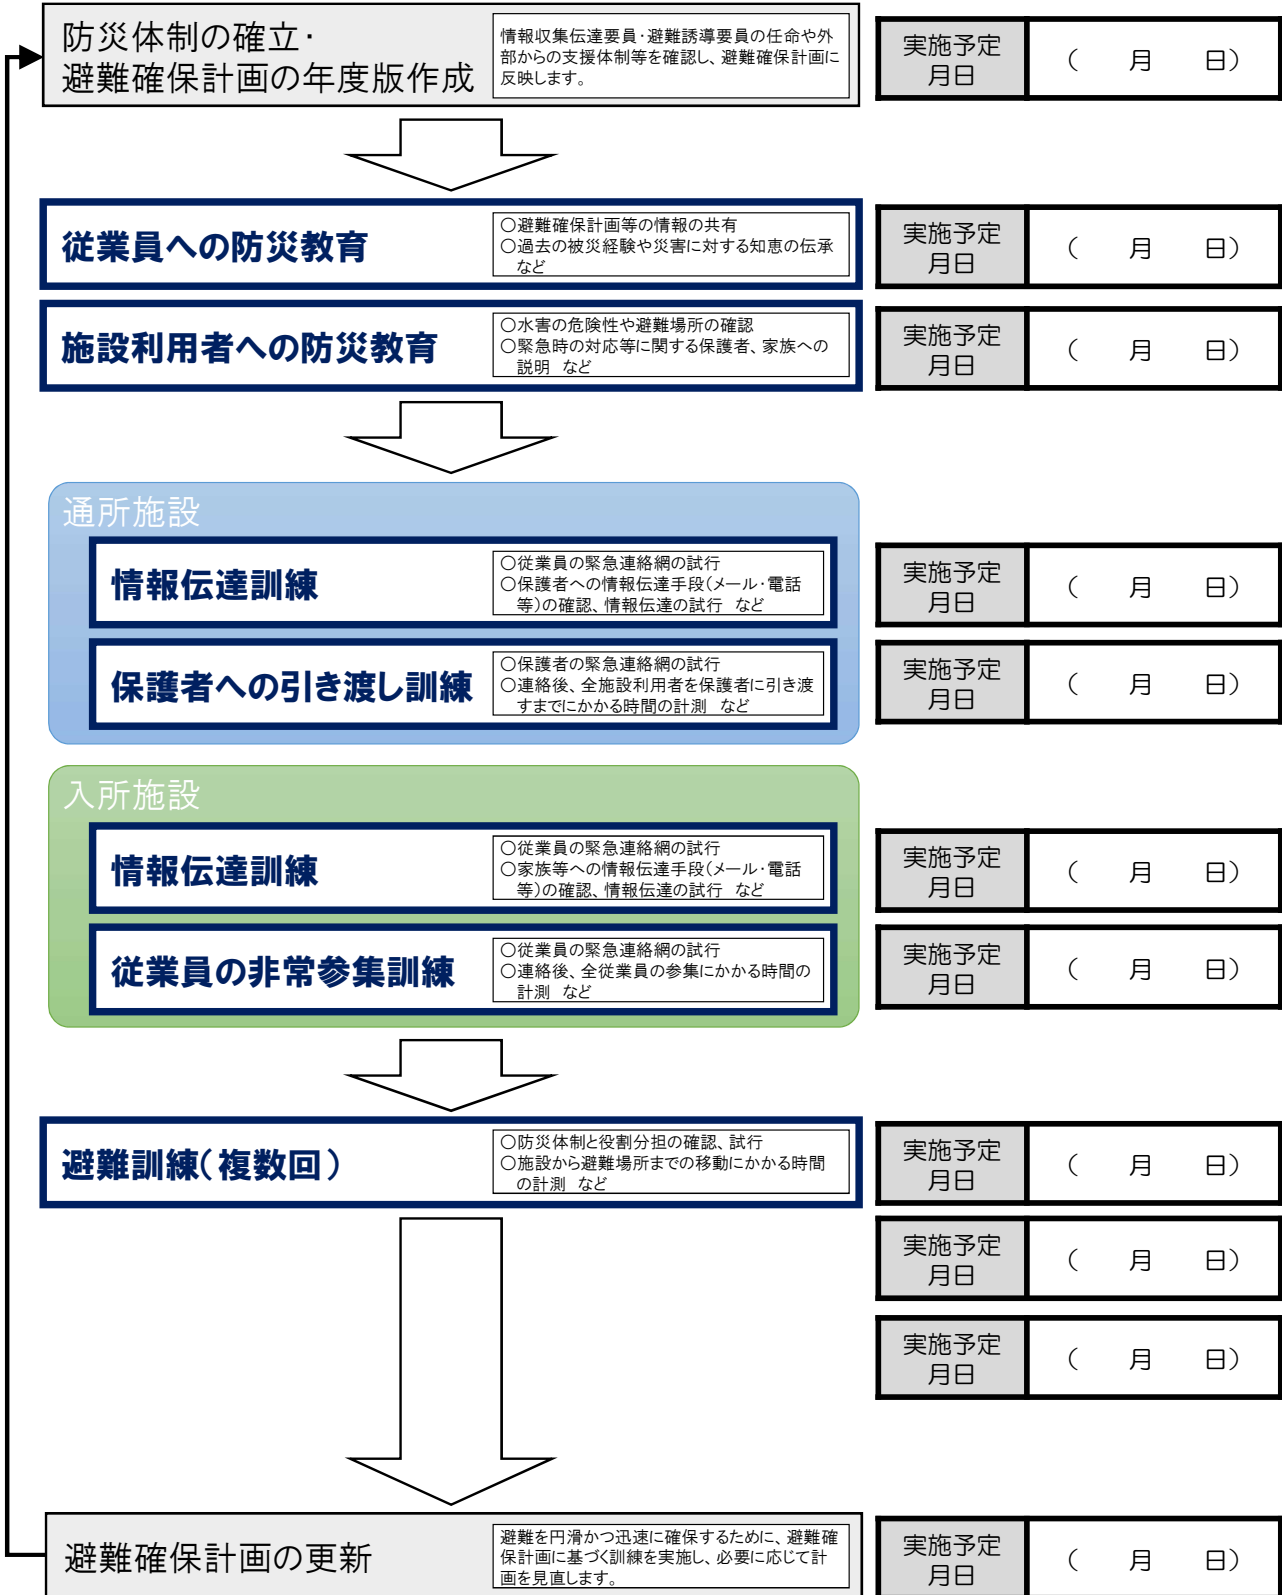 防災体制の確立・
避難確保計画の年度版作成
情報収集伝達要員・避難誘導要員の任命や外
部からの支援体制等を確認し、避難確保計画に
反映します。
実施予定
月日
（　月　日）
従業員への防災教育
○避難確保計画等の情報の共有
○過去の被災経験や災害に対する知恵の伝承
など
実施予定
月日
（　月　日）
施設利用者への防災教育
○水害の危険性や避難場所の確認
○緊急時の対応等に関する保護者、家族への
説明　など
実施予定
月日
（　月　日）
通所施設
情報伝達訓練
○従業員の緊急連絡網の試行
○保護者への情報伝達手段（メール・電話
等）の確認、情報伝達の試行　など
実施予定
月日
（　月　日）
保護者への引き渡し訓練
○保護者の緊急連絡網の試行
○連絡後、全施設利用者を保護者に引き渡
すまでにかかる時間の計測　など
実施予定
月日
（　月　日）
入所施設
情報伝達訓練
○従業員の緊急連絡網の試行
○家族等への情報伝達手段（メール・電話
等）の確認、情報伝達の試行　など
実施予定
月日
（　月　日）
従業員の非常参集訓練
○従業員の緊急連絡網の試行
○連絡後、全従業員の参集にかかる時間の
計測　など
実施予定
月日
（　月　日）
避難訓練（複数回）
○防災体制と役割分担の確認、試行
○施設から避難場所までの移動にかかる時間
の計測　など
実施予定
月日
（　月　日）
実施予定
月日
（　月　日）
実施予定
月日
（　月　日）
避難確保計画の更新
避難を円滑かつ迅速に確保するために、避難確
保計画に基づく訓練を実施し、必要に応じて計
画を見直します。
実施予定
月日
（　月　日）